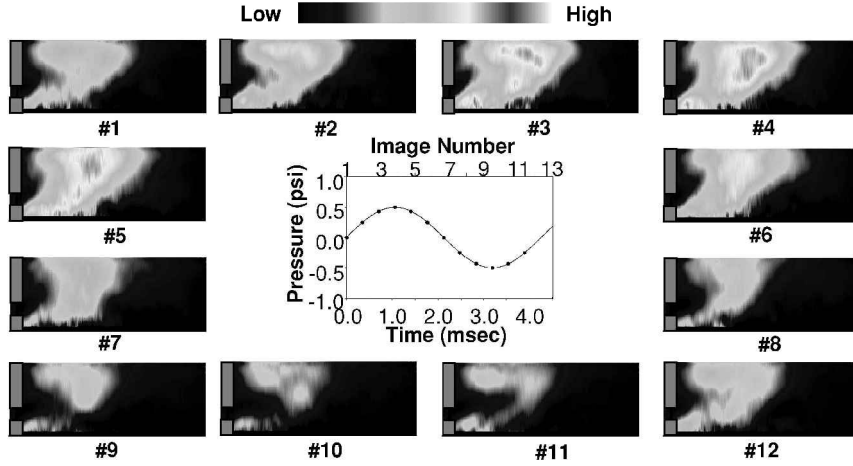 Low High
#1 #2 #3 #4
Image Number
1 3 5 7 9 11 13
1.0
0.5
0.0
-0.5
-1.0
Pressure (psi)
0.0 1.0 2.0 3.0 4.0
Time (msec)
#5 #6
#7 #8
#9 #10 #11 #12